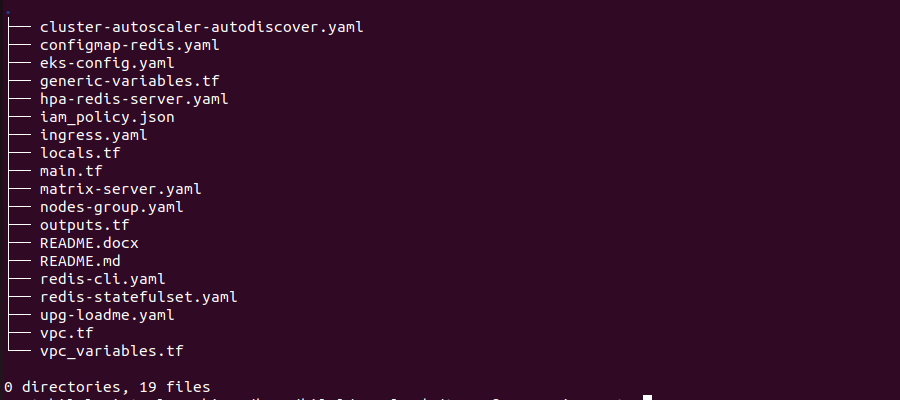 .
├── cluster-autoscaler-autodiscover.yaml
├── configmap-redis.yaml
├── eks-config.yaml
├── generic-variables.tf
├── hpa-redis-server.yaml
├── iam_policy.json
├── ingress.yaml
├── locals.tf
├── main.tf
├── matrix-server.yaml
├── nodes-group.yaml
├── outputs.tf
├── README.docx
├── README.md
├── redis-cli.yaml
├── redis-statefulset.yaml
├── upg-loadme.yaml
├── vpc.tf
└── vpc_variables.tf
0 directories, 19 files